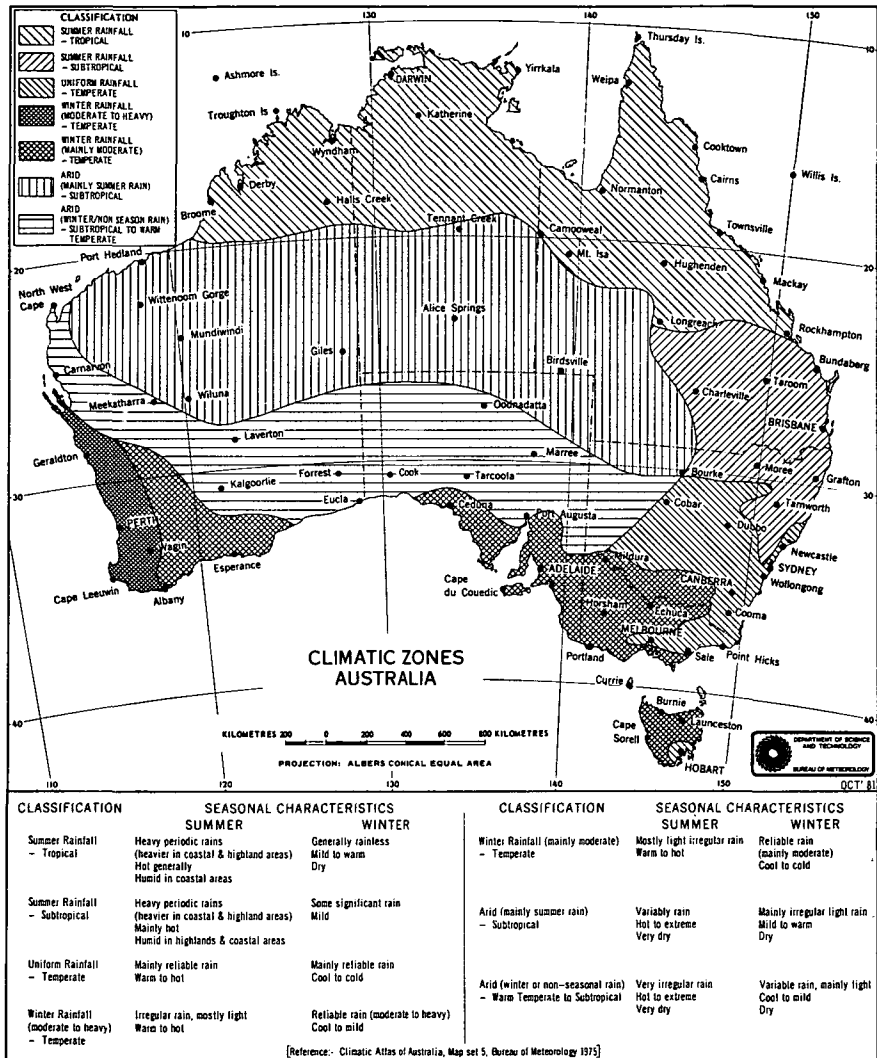 CLASSIFICATION
SUMMER RAINFALL
– TROPICAL
SUMMER RAINFALL
– SUBTROPICAL
UNIFORM RAINFALL
– TEMPERATE
WINTER RAINFALL
(MODERATE TO HEAVY)
– TEMPERATE
WINTER RAINFALL
(MAINLY MODERATE)
– TEMPERATE
ARID
(MAINLY SUMMER RAIN)
– SUBTROPICAL
ARID
(WINTER/NON SEASON RAIN)
– SUBTROPICAL TO WARM
TEMPERATE
130
140
150
10
10
Thursday Is.
Ashmore Is.
DARWIN
Yirrkala
Weipa
Troughton Is
Katherine
Wyndham
Cooktown
Derby
Cairns
Willis Is.
Broome
Halls Creek
Normanton
Tennant Creek
Camooweal
Townsville
Port Hedland
Mt. Isa
20
Hughenden
20
North West
Cape
Mackay
Wittenoom Gorge
Alice Springs
Longreach
Rockhampton
Mundiwindi
Giles
Birdsville
Bundaberg
Carnarvon
Charleville
Taroom
Meekatharra
Wiluna
Oodnadatta
BRISBANE
Laverton
Marree
Geraldton
Forrest
Cook
Tarcoola
Bourke
Moree
Grafton
Kalgoorlie
30
Eucla
Cobar
Tamworth
30
Ceduna
Port Augusta
Dubbo
PERTH
Newcastle
Wagin
Mildura
SYDNEY
Esperance
ADELAIDE
CANBERRA
Wollongong
Cape Leeuwin
Albany
Cape
du Couedic
Horsham
Echuca
Cooma
MELBOURNE
Portland
Sale
Point Hicks
CLIMATIC ZONES
AUSTRALIA
Currie
Burnie
Launceston
Cape
Sorell
HOBART
40
40
KILOMETRES 200 0 200 400 600 800 KILOMETRES
PROJECTION: ALBERS CONICAL EQUAL AREA
DEPARTMENT OF SCIENCE
AND TECHNOLOGY
BUREAU OF METEOROLOGY
110
120
130
140
150
OCT' 81
CLASSIFICATION SEASONAL CHARACTERISTICS
SUMMER WINTER
Summer Rainfall Heavy periodic rains Generally rainless
– Tropical (heavier in coastal & highland areas) Mild to warm
Hot generally Dry
Humid in coastal areas
Summer Rainfall Heavy periodic rains Some significant rain
– Subtropical (heavier in coastal & highland areas) Mild
Mainly hot
Humid in highlands & coastal areas
Uniform Rainfall Mainly reliable rain Mainly reliable rain
– Temperate Warm to hot Cool to cold
Winter Rainfall Irregular rain, mostly light Reliable rain (moderate to heavy)
(moderate to heavy) Warm to hot Cool to mild
– Temperate
CLASSIFICATION SEASONAL CHARACTERISTICS
SUMMER WINTER
Winter Rainfall (mainly moderate) Mostly light irregular rain Reliable rain
– Temperate Warm to hot (mainly moderate)
Cool to cold
Arid (mainly summer rain) Variably rain Mainly irregular light rain
– Subtropical Hot to extreme Mild to warm
Very dry Dry
Arid (winter or non-seasonal rain) Very irregular rain Variable rain, mainly light
– Warm Temperate to Subtropical Hot to extreme Cool to mild
Very dry Dry
[Reference:- Climatic Atlas of Australia, Map set 5, Bureau of Meteorology 1975]